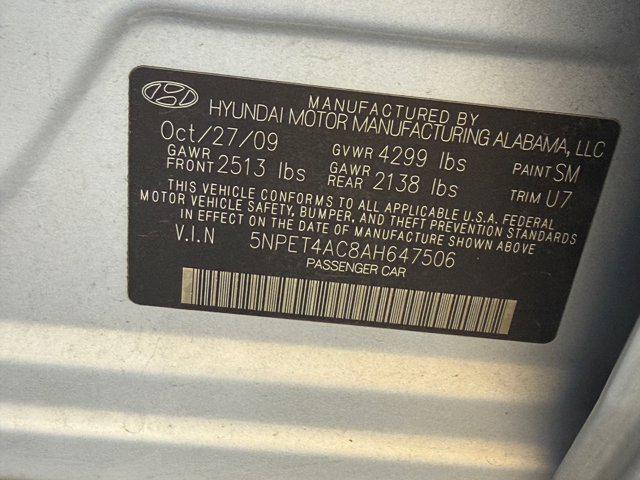 MANUFACTURED BY
HYUNDAI MOTOR MANUFACTURING ALABAMA, LLC
Oct/27/09 GVWR 4299 lbs PAINT SM
GAWR FRONT 2513 lbs GAWR REAR 2138 lbs TRIM U7
THIS VEHICLE CONFORMS TO ALL APPLICABLE U.S.A. FEDERAL
MOTOR VEHICLE SAFETY, BUMPER, AND THEFT PREVENTION STANDARDS
IN EFFECT ON THE DATE OF MANUFACTURE SHOWN ABOVE
V.I.N 5NPET4AC8AH647506
PASSENGER CAR